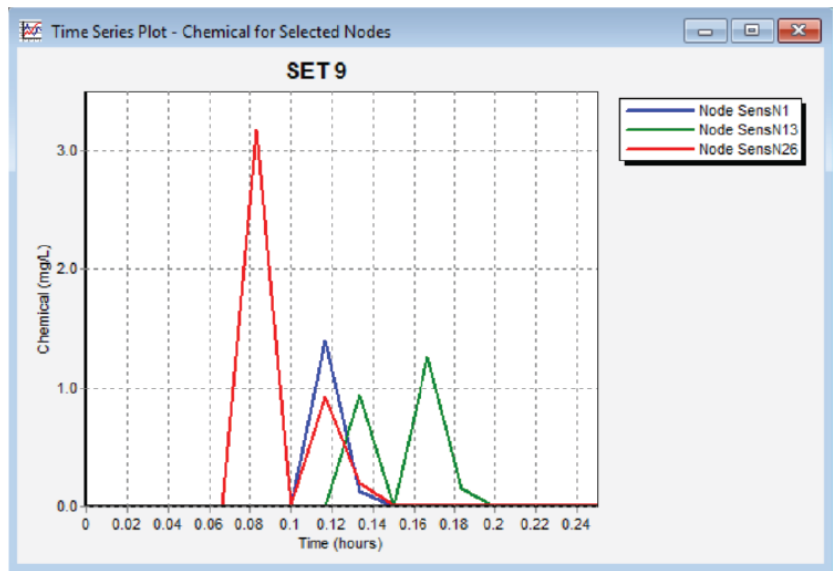 Time Series Plot - Chemical for Selected Nodes
SET 9
Node SensN1
Node SensN13
Node SensN26
3.0
2.0
1.0
0.0
Chemical (mg/L)
0 0.02 0.04 0.06 0.08 0.1 0.12 0.14 0.16 0.18 0.2 0.22 0.24
Time (hours)